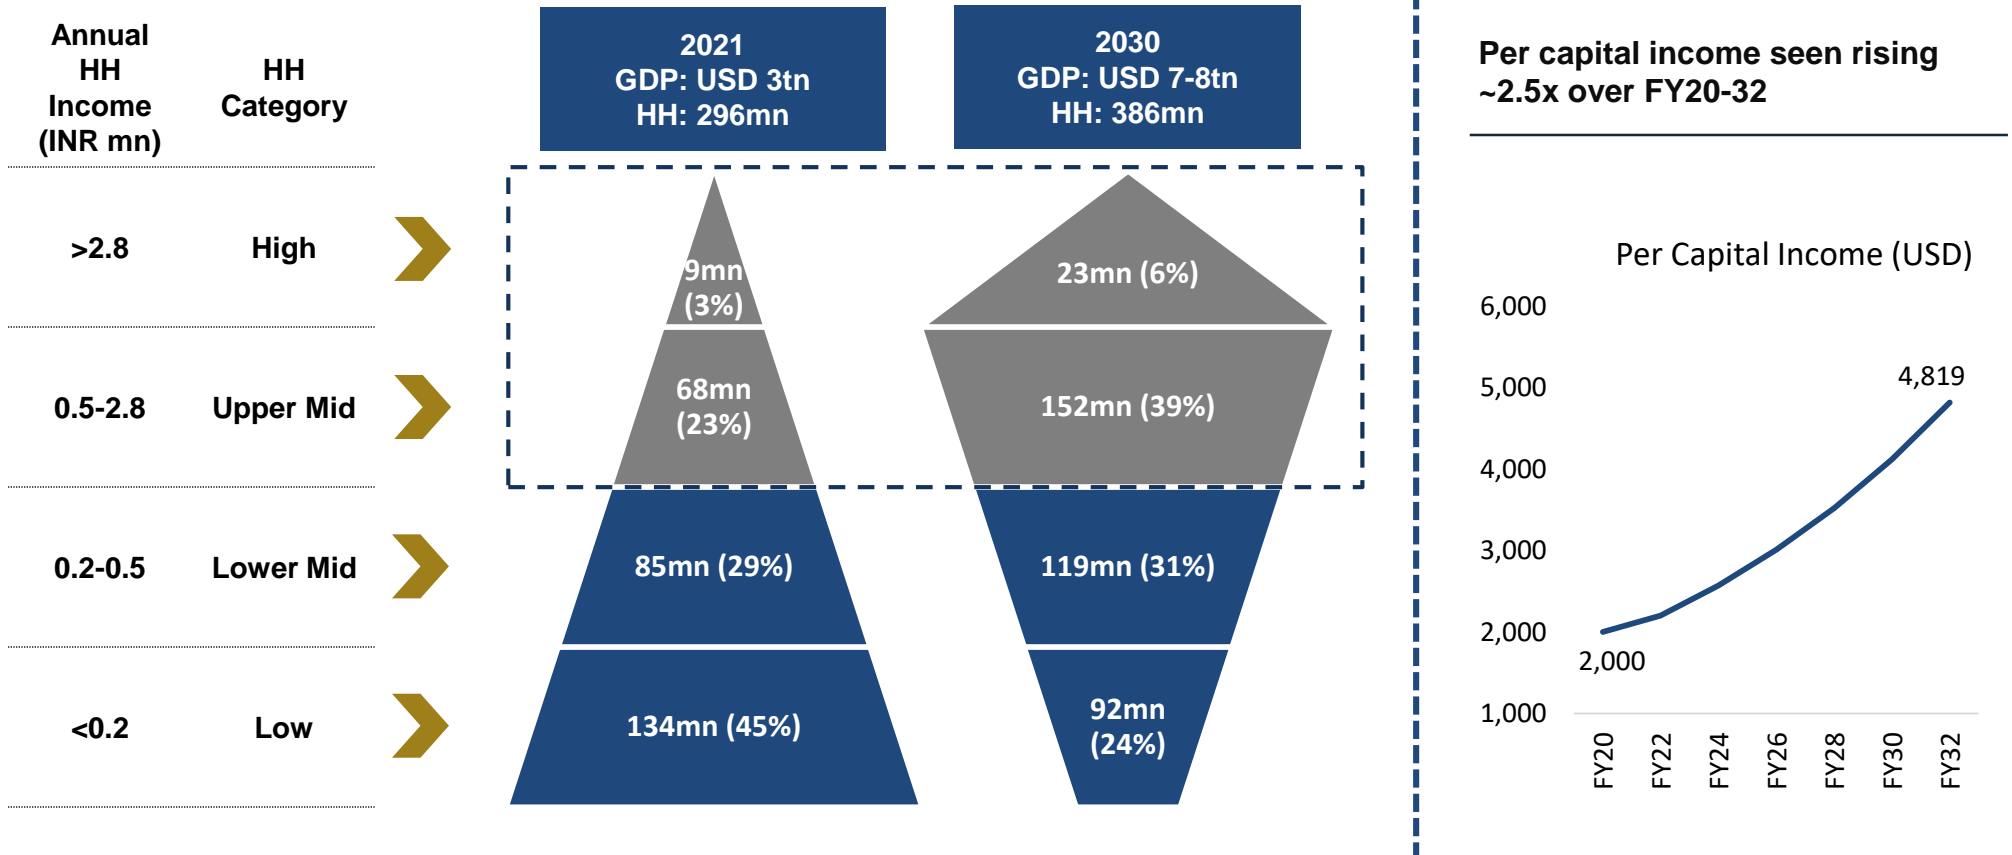 Annual
HH
Income
(INR mn)
HH
Category
2021
GDP: USD 3tn
HH: 296mn
2030
GDP: USD 7-8tn
HH: 386mn
>2.8
High
9mn
(3%)
23mn (6%)
0.5-2.8
Upper Mid
68mn
(23%)
152mn (39%)
0.2-0.5
Lower Mid
85mn (29%)
119mn (31%)
<0.2
Low
134mn (45%)
92mn
(24%)
Per capital income seen rising
~2.5x over FY20-32
Per Capital Income (USD)
6,000
5,000
4,000
3,000
2,000
1,000
4,819
2,000
FY20
FY22
FY24
FY26
FY28
FY30
FY32